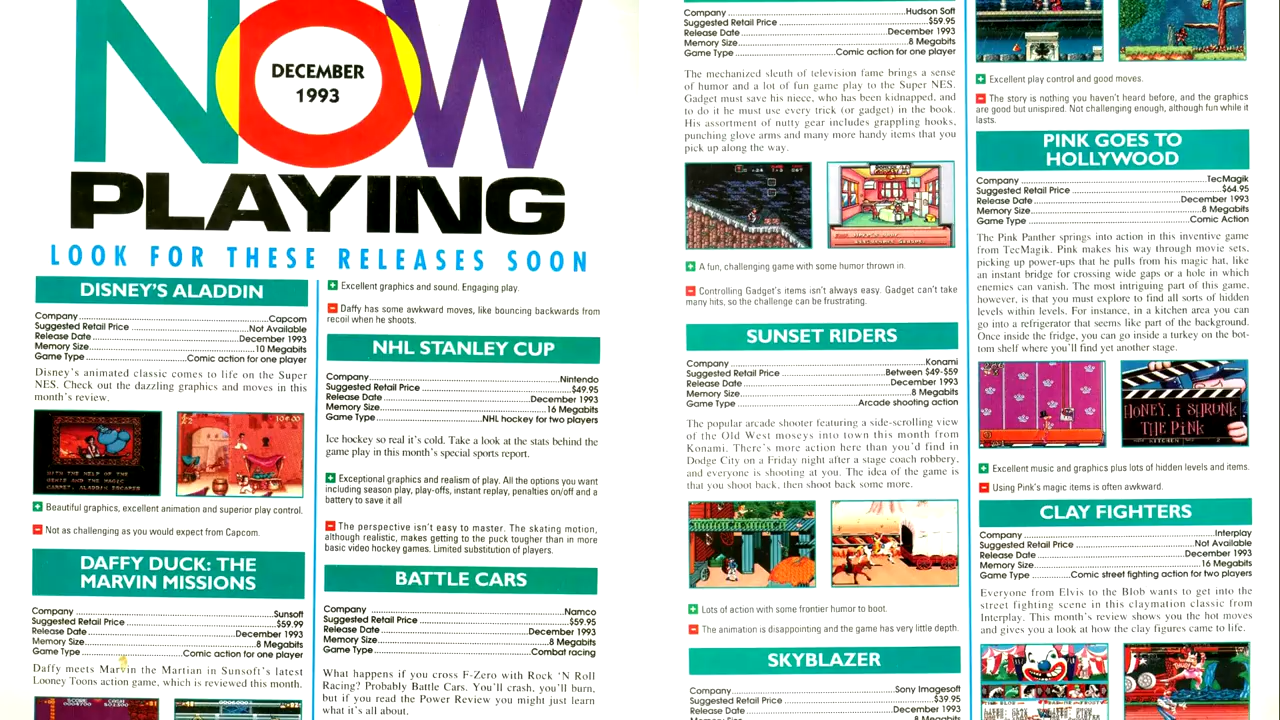 NOW
DECEMBER
1993
PLAYING
LOOK FOR THESE RELEASES SOON
DISNEY'S ALADDIN
Company Capcom
Suggested Retail Price Not Available
Release Date December 1993
Memory Size 10 Megabits
Game Type Comic action for one player
Disney's animated classic comes to life on the Super
NES. Check out the dazzling graphics and moves in this
month's review.
WITH THE HELP OF THE
GENIE AND THE MAGIC
CARPET, ALADDIN ESCAPES
Beautiful graphics, excellent animation and superior play control.
Not as challenging as you would expect from Capcom.
DAFFY DUCK: THE
MARVIN MISSIONS
Company Sunsoft
Suggested Retail Price $59.99
Release Date December 1993
Memory Size 8 Megabits
Game Type Comic action for one player
Daffy meets Marvin the Martian in Sunsoft's latest
Looney Toons action game, which is reviewed this month.
Excellent graphics and sound. Engaging play.
Daffy has some awkward moves, like bouncing backwards from
recoil when he shoots.
NHL STANLEY CUP
Company Nintendo
Suggested Retail Price $49.95
Release Date December 1993
Memory Size 16 Megabits
Game Type NHL hockey for two players
Ice hockey so real it's cold. Take a look at the stats behind the
game play in this month's special sports report.
Exceptional graphics and realism of play. All the options you want
including season play, play-offs, instant replay, penalties on/off and a
battery to save it all
The perspective isn't easy to master. The skating motion,
although realistic, makes getting to the puck tougher than in more
basic video hockey games. Limited substitution of players.
BATTLE CARS
Company Namco
Suggested Retail Price $59.95
Release Date December 1993
Memory Size 8 Megabits
Game Type Combat racing
What happens if you cross F-Zero with Rock 'N Roll
Racing? Probably Battle Cars. You'll crash, you'll burn,
but if you read the Power Review you might just learn
what it's all about.
Company Hudson Soft
Suggested Retail Price $59.95
Release Date December 1993
Memory Size 8 Megabits
Game Type Comic action for one player
The mechanized sleuth of television fame brings a sense
of humor and a lot of fun game play to the Super NES.
Gadget must save his niece, who has been kidnapped, and
to do it he must use every trick (or gadget) in the book.
His assortment of nutty gear includes grappling hooks,
punching glove arms and many more handy items that you
pick up along the way.
A fun, challenging game with some humor thrown in.
Controlling Gadget's items isn't always easy. Gadget can't take
many hits, so the challenge can be frustrating.
SUNSET RIDERS
Company Konami
Suggested Retail Price Between $49-$59
Release Date December 1993
Memory Size 8 Megabits
Game Type Arcade shooting action
The popular arcade shooter featuring a side-scrolling view
of the Old West moseys into town this month from
Konami. There's more action here than you'd find in
Dodge City on a Friday night after a stage coach robbery,
and everyone is shooting at you. The idea of the game is
that you shoot back, then shoot back some more.
Lots of action with some frontier humor to boot.
The animation is disappointing and the game has very little depth.
SKYBLAZER
Company Sony Imagesoft
Suggested Retail Price $39.95
Release Date December 1993
Memory Size 8 Megabits
Excellent play control and good moves.
The story is nothing you haven't heard before, and the graphics
are good but unispired. Not challenging enough, although fun while it
lasts.
PINK GOES TO
HOLLYWOOD
Company TecMagik
Suggested Retail Price $64.95
Release Date December 1993
Memory Size 8 Megabits
Game Type Comic Action
The Pink Panther springs into action in this inventive game
from TecMagik. Pink makes his way through movie sets,
picking up power-ups that he pulls from his magic hat, like
an instant bridge for crossing wide gaps or a hole in which
enemies can vanish. The most intriguing part of this game,
however, is that you must explore to find all sorts of hidden
levels within levels. For instance, in a kitchen area you can
go into a refrigerator that seems like part of the background.
Once inside the fridge, you can go inside a turkey on the bot-
tom shelf where you'll find yet another stage.
HONEY, I SHRUNK
THE PINK
KITCHEN 2
Excellent music and graphics plus lots of hidden levels and items.
Using Pink's magic items is often awkward.
CLAY FIGHTERS
Company Interplay
Suggested Retail Price Not Available
Release Date December 1993
Memory Size 16 Megabits
Game Type Comic street fighting action for two players
Everyone from Elvis to the Blob wants to get into the
street fighting scene in this claymation classic from
Interplay. This month's review shows you the hot moves
and gives you a look at how the clay figures came to life.